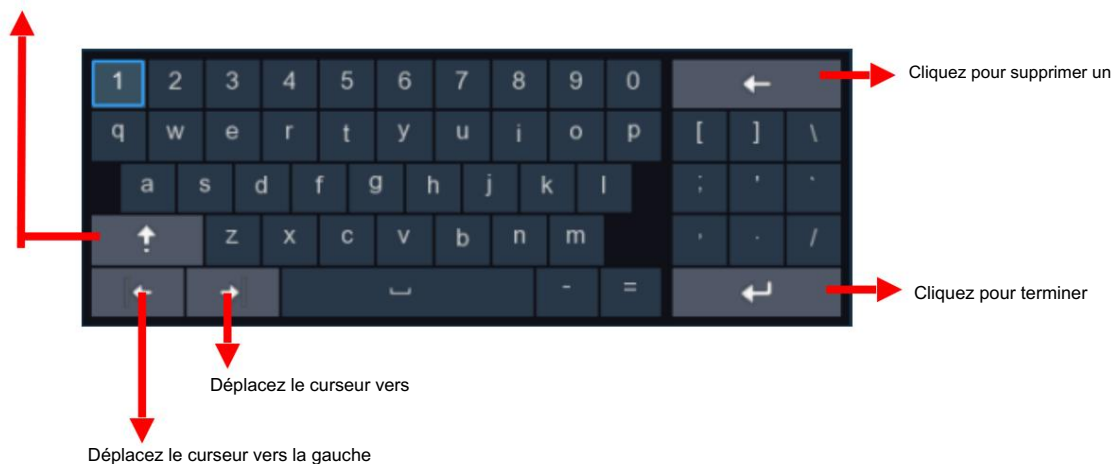 1 2 3 4 5 6 7 8 9 0 ←
Cliquez pour supprimer un
q w e r t y u i o p [ ] \
a s d f g h j k l ; ' `
z x c v b n m , . /
- =
Cliquez pour terminer
Déplacez le curseur vers
Déplacez le curseur vers la gauche